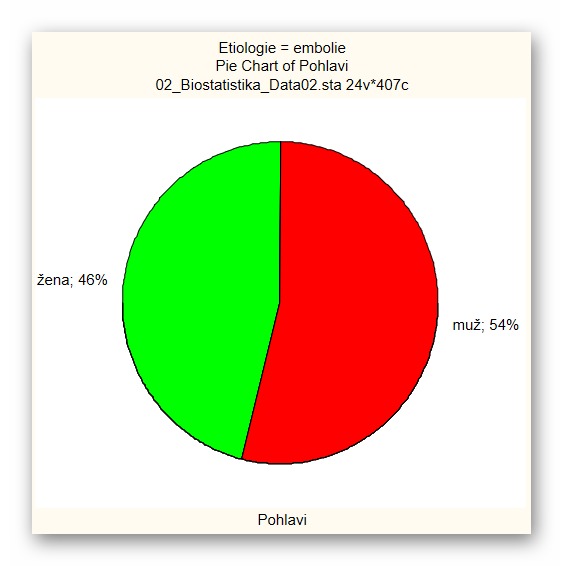 Etiologie = embolie
Pie Chart of Pohlavi
02_Biostatistika_Data02.sta 24v*407c
žena; 46%
muž; 54%
Pohlavi